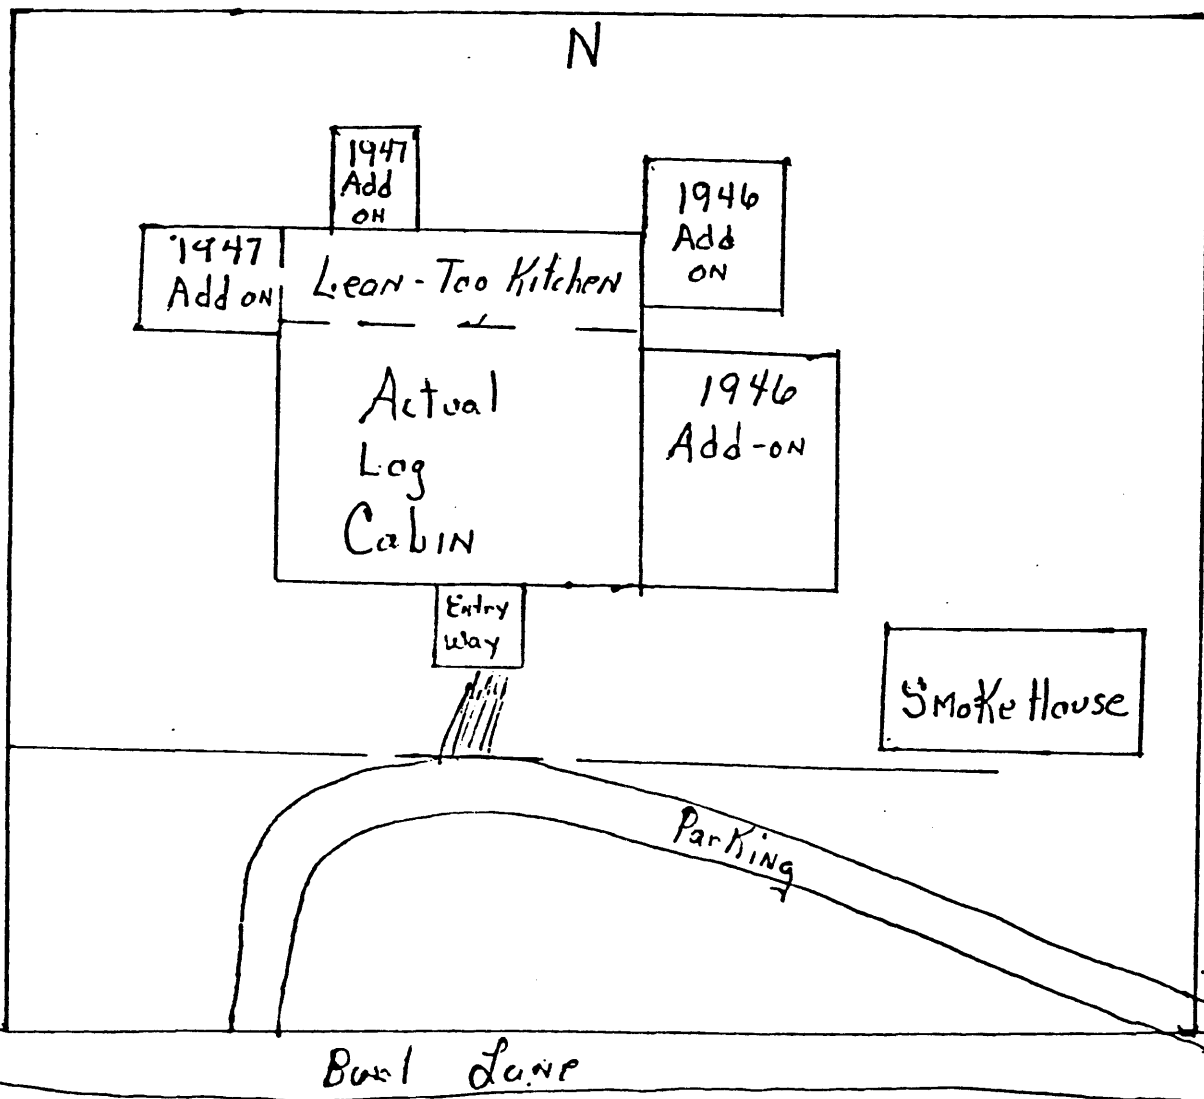 N
1947
Add
ON
1946
Add
ON
1947
Add ON
Lean-Too Kitchen
Actual
Log
Cabin
1946
Add-ON
Entry
Way
Smoke House
Parking
Lane